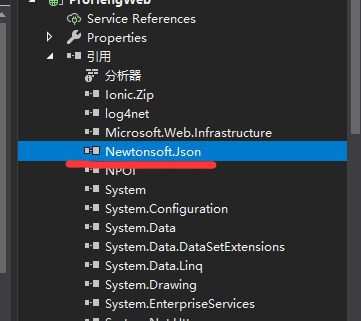 ProHengWeb
Service References
Properties
引用
分析器
Ionic.Zip
log4net
Microsoft.Web.Infrastructure
Newtonsoft.Json
NPOI
System
System.Configuration
System.Data
System.Data.DataSetExtensions
System.Data.Linq
System.Drawing
System.EnterpriseServices